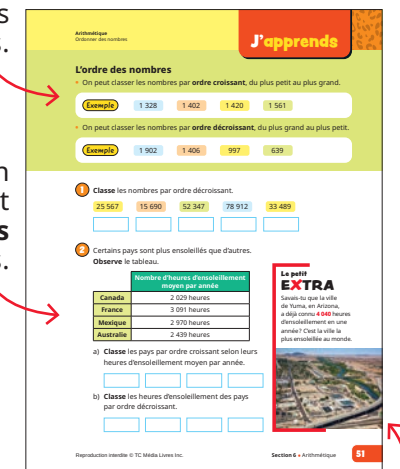 s
s.
n
t
s
s.
Arithmétique
Ordonner des nombres
J'apprends
L'ordre des nombres
• On peut classer les nombres par ordre croissant, du plus petit au plus grand.
Exemple 1 328 1 402 1 420 1 561
• On peut classer les nombres par ordre décroissant, du plus grand au plus petit.
Exemple 1 902 1 406 997 639
1 Classe les nombres par ordre décroissant.
25 567 15 690 52 347 78 912 33 489
2 Certains pays sont plus ensoleillés que d'autres.
Observe le tableau.
Nombre d'heures d'ensoleillement
moyen par année
Canada 2 029 heures
France 3 091 heures
Mexique 2 970 heures
Australie 2 439 heures
a) Classe les pays par ordre croissant selon leurs
heures d'ensoleillement moyen par année.
b) Classe les heures d'ensoleillement des pays
par ordre décroissant.
Le petit
EXTRA
Savais-tu que la ville
de Yuma, en Arizona,
a déjà connu 4 040 heures
d'ensoleillement en une
année? C'est la ville la
plus ensoleillée au monde.
Reproduction interdite © TC Média Livres Inc.
Section 6 • Arithmétique 51